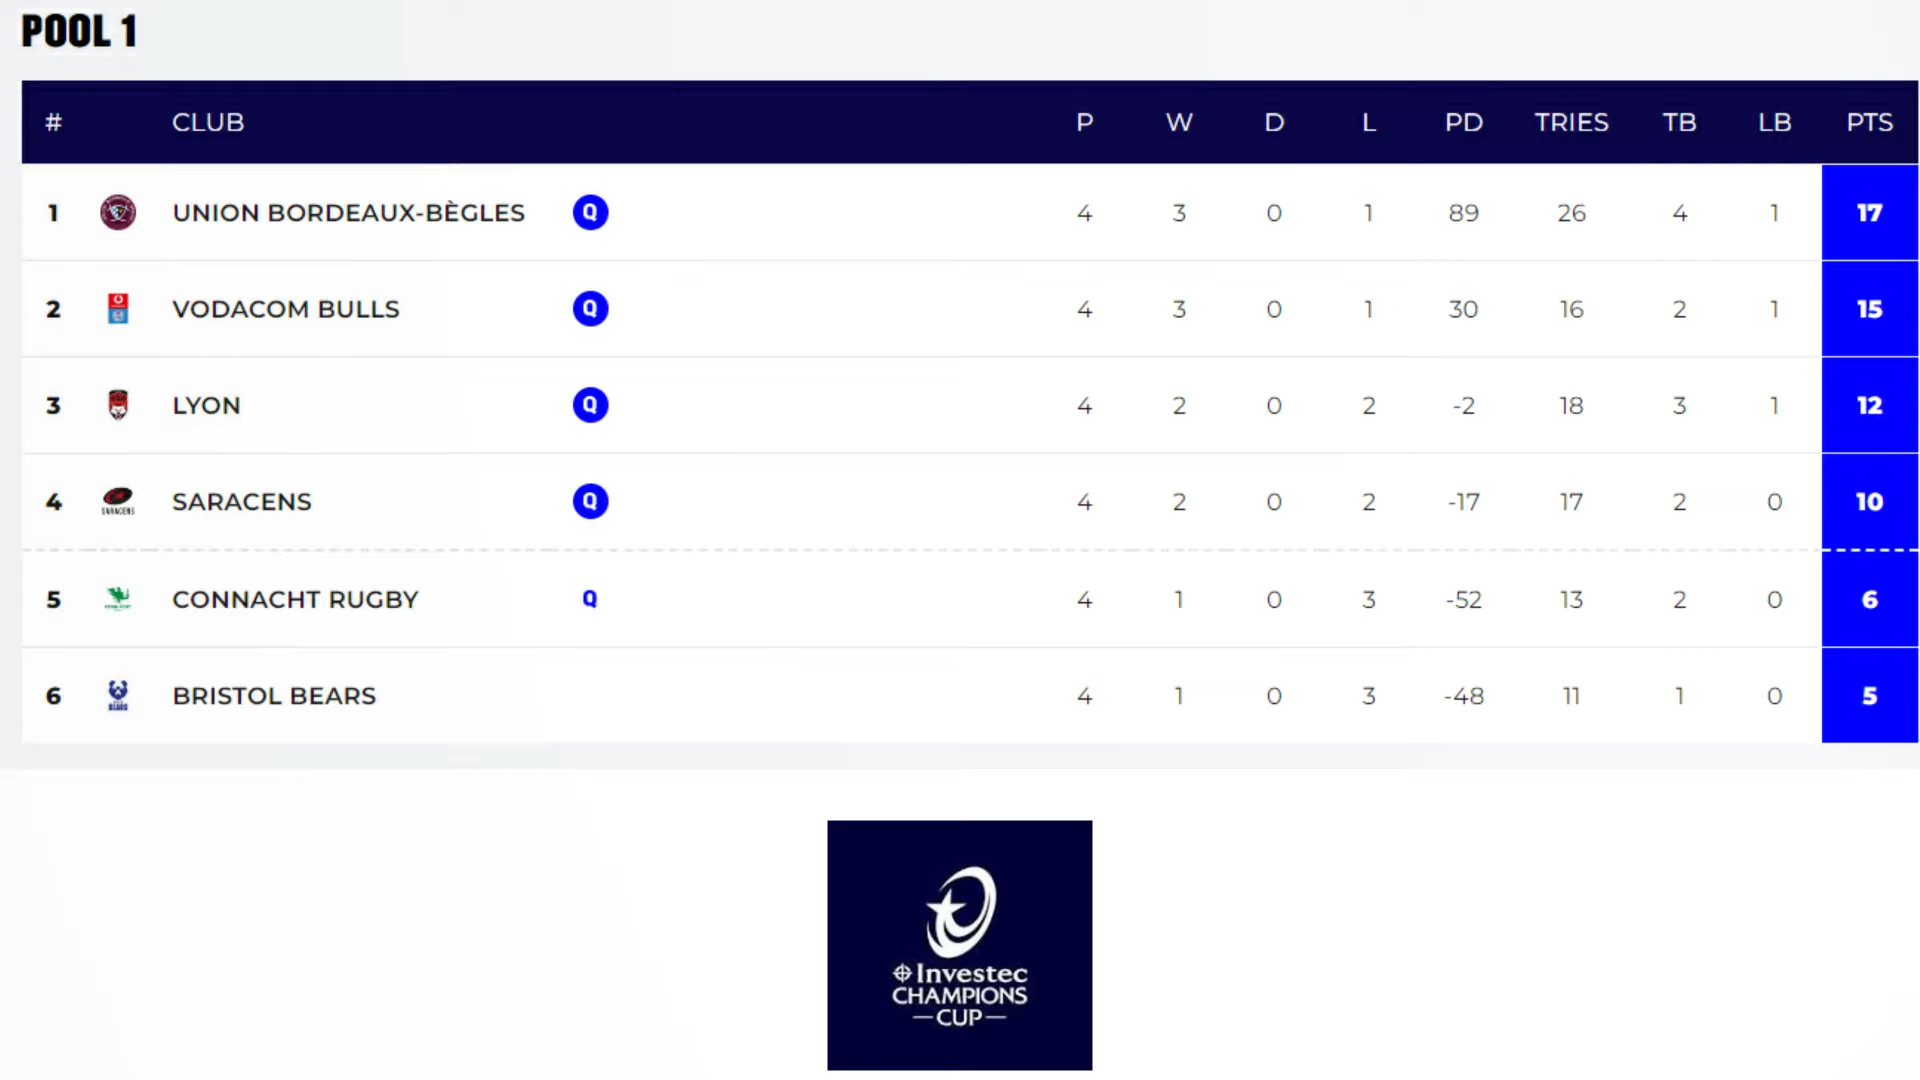 POOL 1
# CLUB P W D L PD TRIES TB LB PTS
1 UNION BORDEAUX-BÈGLES Q 4 3 0 1 89 26 4 1 17
2 VODACOM BULLS Q 4 3 0 1 30 16 2 1 15
3 LYON Q 4 2 0 2 -2 18 3 1 12
4 SARACENS SARACENS Q 4 2 0 2 -17 17 2 0 10
5 CONNACHT RUGBY Q 4 1 0 3 -52 13 2 0 6
6 BEARS BRISTOL BEARS 4 1 0 3 -48 11 1 0 5
Investec
CHAMPIONS
CUP